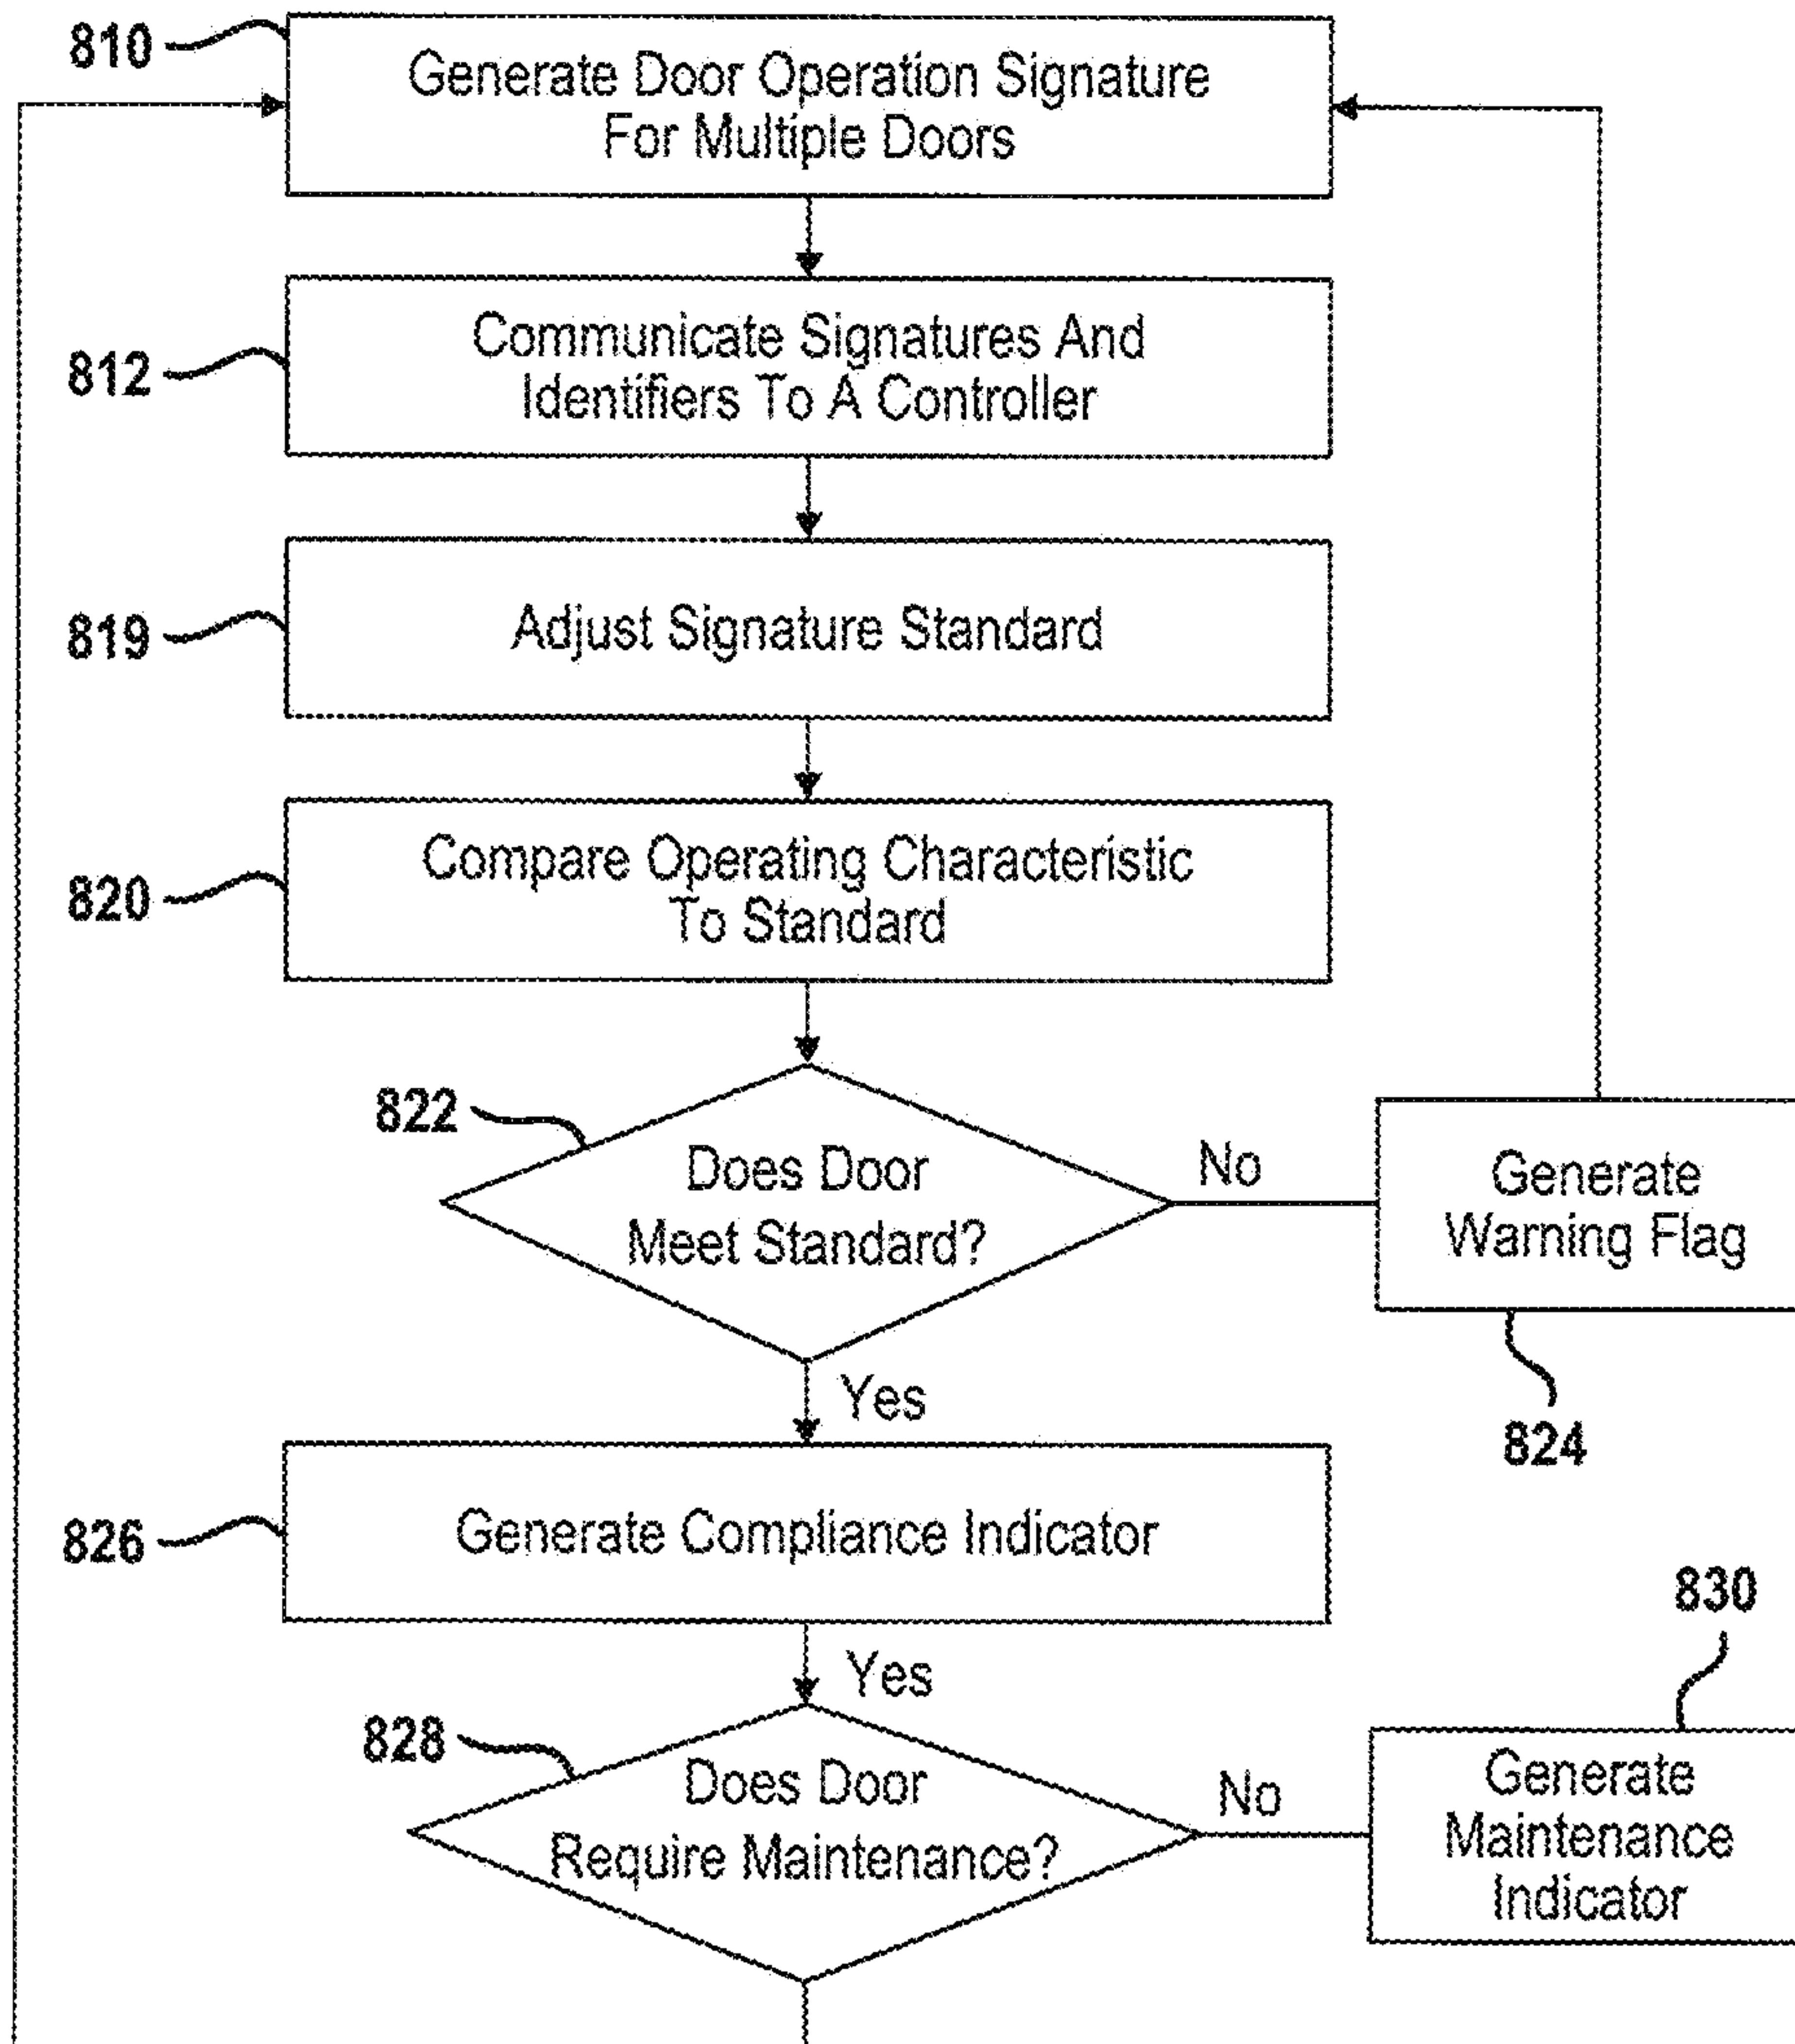 810
Generate Door Operation Signature
For Multiple Doors
812
Communicate Signatures And
Identifiers To A Controller
819
Adjust Signature Standard
820
Compare Operating Characteristic
To Standard
822
Does Door
Meet Standard?
No
Generate
Warning Flag
824
Yes
826
Generate Compliance Indicator
830
Yes
828
Does Door
Require Maintenance?
No
Generate
Maintenance
Indicator